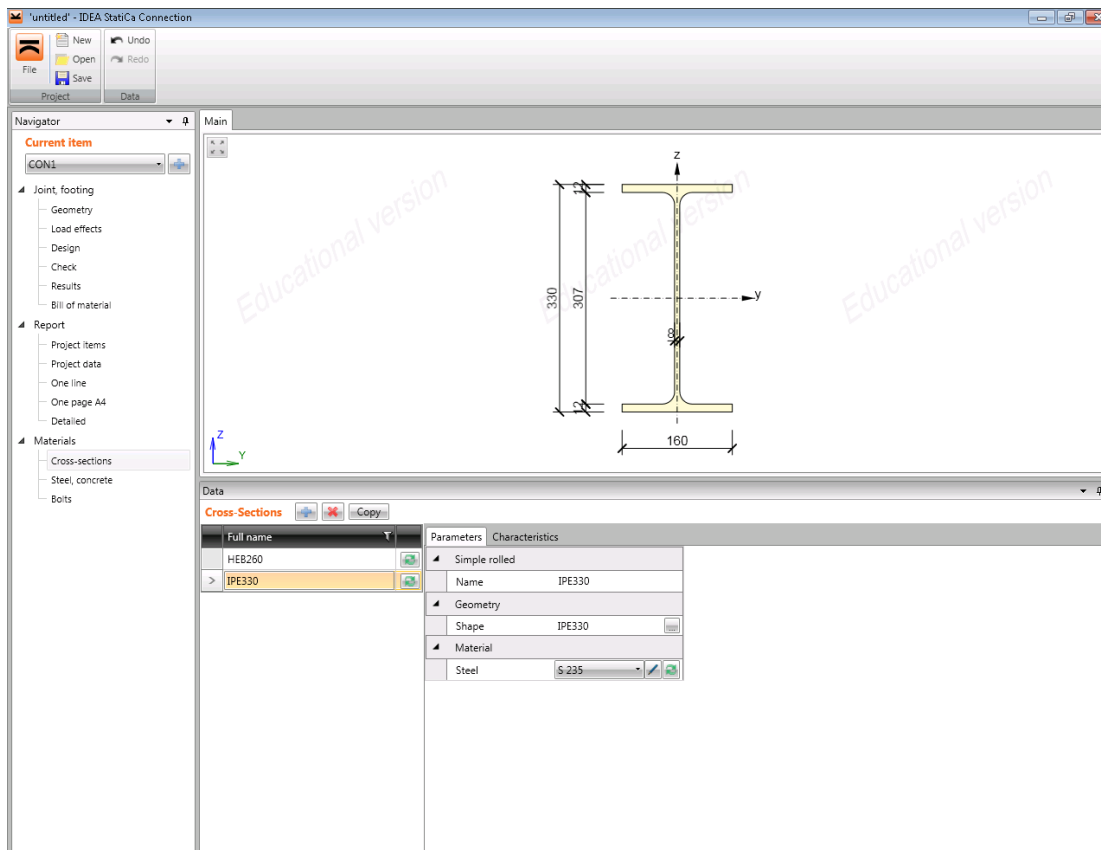 'untitled' - IDEA StatiCa Connection
File
New
Open
Save
Undo
Redo
Project
Data
Navigator
Current item
CON1
Joint, footing
Geometry
Load effects
Design
Check
Results
Bill of material
Report
Project items
Project data
One line
One page A4
Detailed
Materials
Cross-sections
Steel, concrete
Bolts
Main
Educational version
Educational version
Educational version
z
12
330
307
y
8
12
160
Z
Y
Data
Cross-Sections
Copy
Full name
HEB260
IPE330
Parameters
Characteristics
Simple rolled
Name IPE330
Geometry
Shape IPE330
Material
Steel S 235